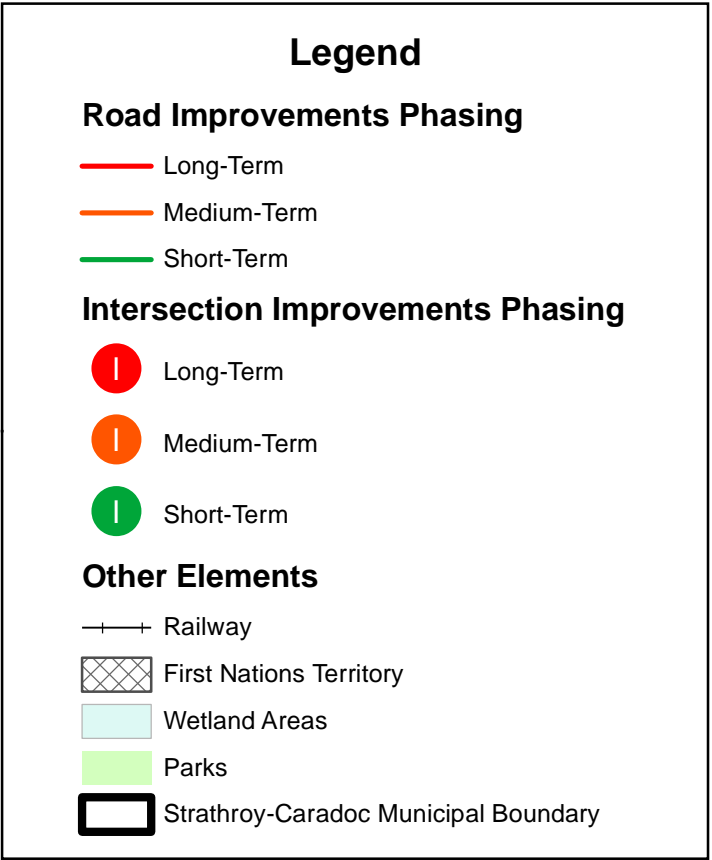 Legend
Road Improvements Phasing
Long-Term
Medium-Term
Short-Term
Intersection Improvements Phasing
I Long-Term
I Medium-Term
I Short-Term
Other Elements
Railway
First Nations Territory
Wetland Areas
Parks
Strathroy-Caradoc Municipal Boundary